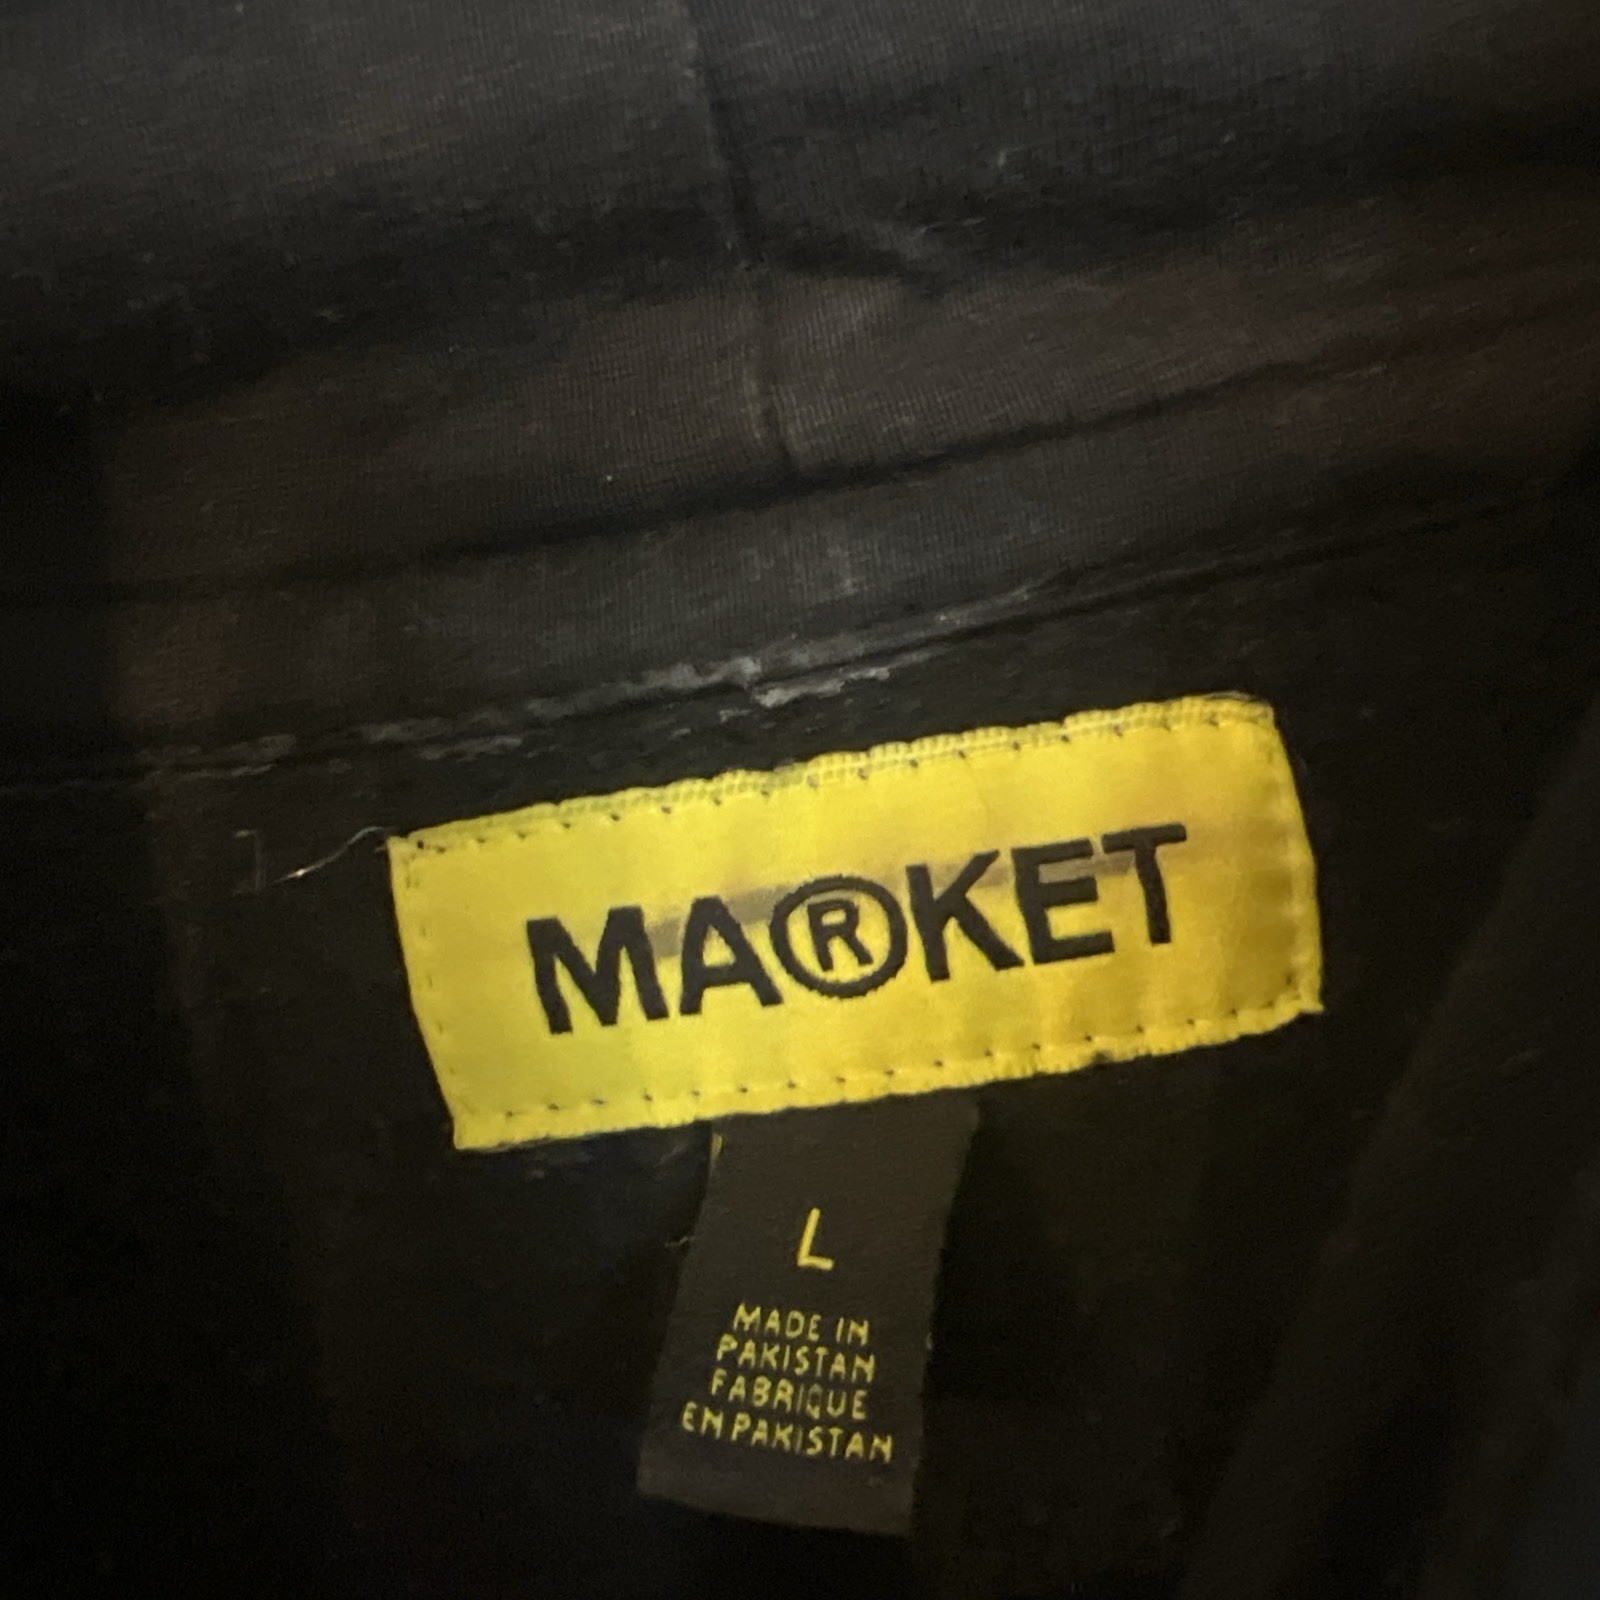 MA®KET
L
MADE IN
PAKISTAN
FABRIQUE
EN PAKISTAN